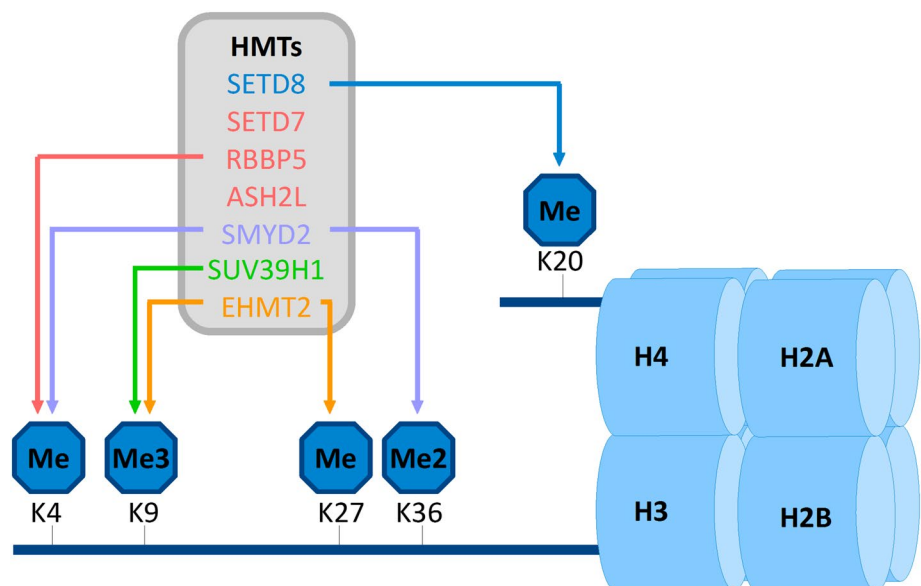 HMTs
SETD8
SETD7
RBBP5
ASH2L
SMYD2
SUV39H1
EHMT2
Me
K20
H4
H2A
Me
Me3
Me
Me2
K4
K9
K27
K36
H3
H2B